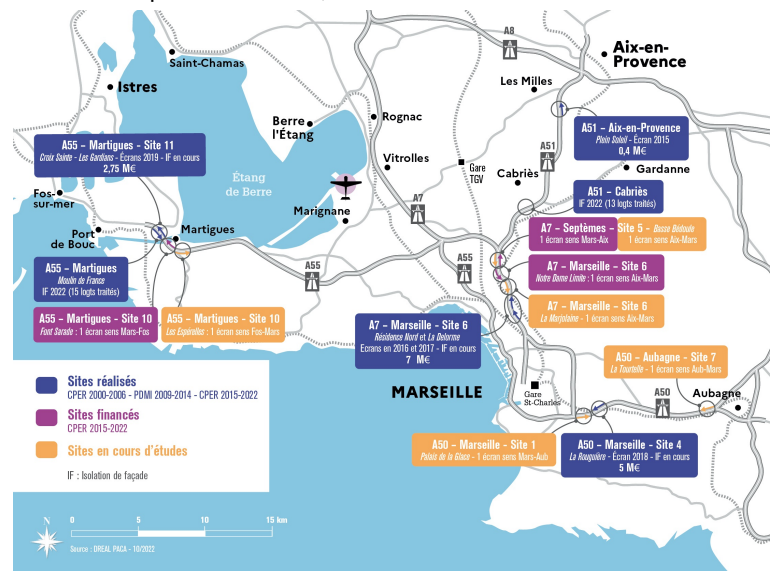 A8
Aix-en-
Provence
Saint-Chamas
Istres
Les Milles
Berre
l'Étang
Rognac
A55 – Martigues - Site 11
Croix Sainte - Les Gardians - Écrans 2019 - IF en cours
2,75 M€
A51 – Aix-en-Provence
Plein Soleil - Écran 2015
0,4 M€
A51
Vitrolles
Gare
TGV
Cabriès
Gardanne
Étang
de Berre
Fos-
sur-mer
A51 – Cabriès
IF 2022 (13 logts traités)
Marignane
A7
Port
de Bouc
Martigues
A7 – Septèmes - Site 5 - Basse Bédoule
1 écran sens Mars-Aix
1 écran sens Aix-Mars
A55 – Martigues
Moulin de France
IF 2022 (15 logts traités)
A55
A55
A7 – Marseille - Site 6
Notre Dame Limite : 1 écran sens Aix-Mars
A7 – Marseille - Site 6
La Marjolaine - 1 écran sens Aix-Mars
A55 – Martigues - Site 10
Font Sarade : 1 écran sens Mars-Fos
A55 – Martigues - Site 10
Les Espérelles : 1 écran sens Fos-Mars
A7 – Marseille - Site 6
Résidence Nord et La Delorme
Ecrans en 2016 et 2017 - IF en cours
7 M€
A50 – Aubagne - Site 7
La Tourtelle - 1 écran sens Aub-Mars
Sites réalisés
CPER 2000-2006 - PDMI 2009-2014 - CPER 2015-2022
MARSEILLE
Gare
St-Charles
A50
Aubagne
Sites financés
CPER 2015-2022
Sites en cours d'études
IF : Isolation de façade
A50 – Marseille - Site 1
Palais de la Glace - 1 écran sens Mars-Aub
A50 – Marseille - Site 4
La Rouguière - Écran 2018 - IF en cours
5 M€
0 5 10 15 km
N
Source : DREAL PACA - 10/2022